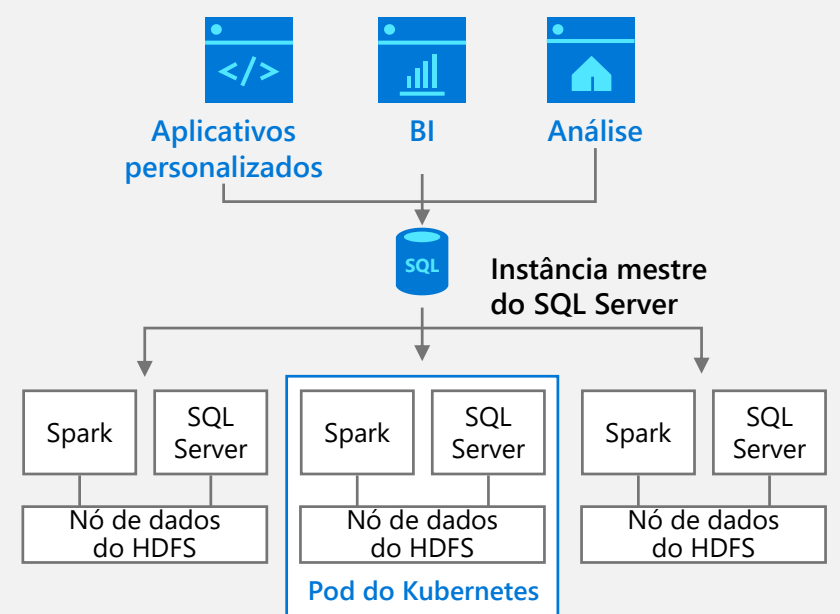 </>
Aplicativos
personalizados
BI
Análise
SQL
Instância mestre
do SQL Server
Spark
SQL
Server
Nó de dados
do HDFS
Spark
SQL
Server
Nó de dados
do HDFS
Pod do Kubernetes
Spark
SQL
Server
Nó de dados
do HDFS